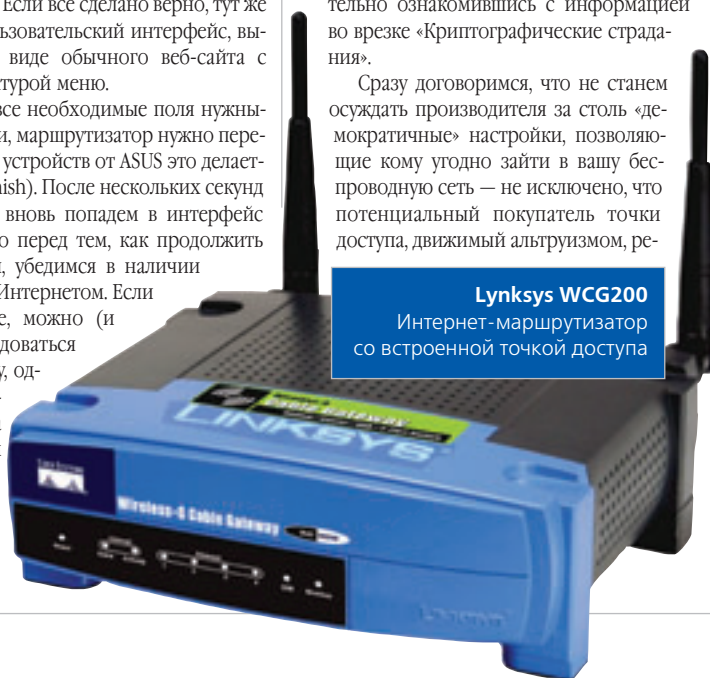 Если все сделано верно, тут же
ьзовательский интерфейс, вы-
виде обычного веб-сайта с
турой меню.
все необходимые поля нужны-
и, маршрутизатор нужно пере-
устройств от ASUS это делает-
nish). После нескольких секунд
вновь попадем в интерфейс
о перед тем, как продолжить
, убедимся в наличии
Интернетом. Если
е, можно (и
доваться
у, од-
тельно ознакомившись с информацией
во врезке «Криптографические страда-
ния».
Сразу договоримся, что не станем
осуждать производителя за столь «де-
мократичные» настройки, позволяю-
щие кому угодно зайти в вашу бес-
проводную сеть — не исключено, что
потенциальный покупатель точки
доступа, движимый альтруизмом, ре-
Lynksys WCG200
Интернет-маршрутизатор
со встроенной точкой доступа
LINKSYS
Wireless-G Cable Gateway